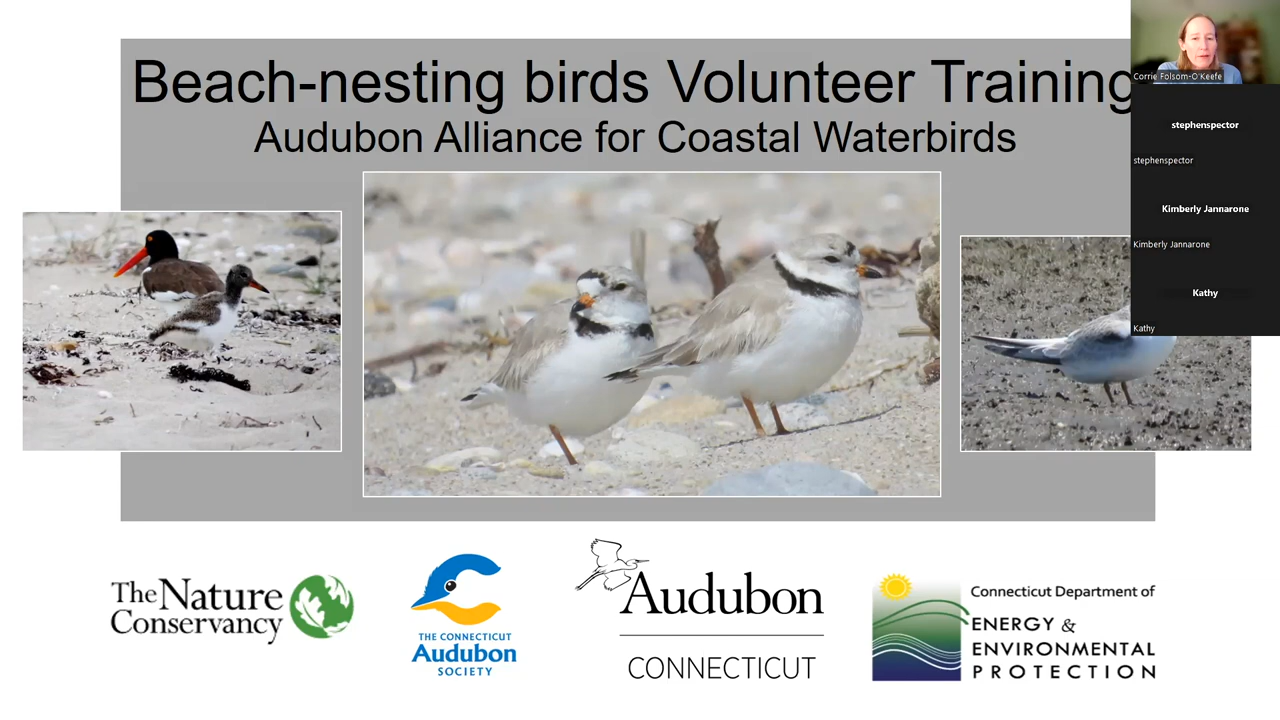 Beach-nesting birds Volunteer Training
Audubon Alliance for Coastal Waterbirds
Corrie Folsom-O'Keefe
stephenspector
stephenspector
Kimberly Jannarone
Kimberly Jannarone
Kathy
Kathy
The Nature
Conservancy
THE CONNECTICUT
Audubon
SOCIETY
Audubon
CONNECTICUT
Connecticut Department of
ENERGY &
ENVIRONMENTAL
PROTECTION